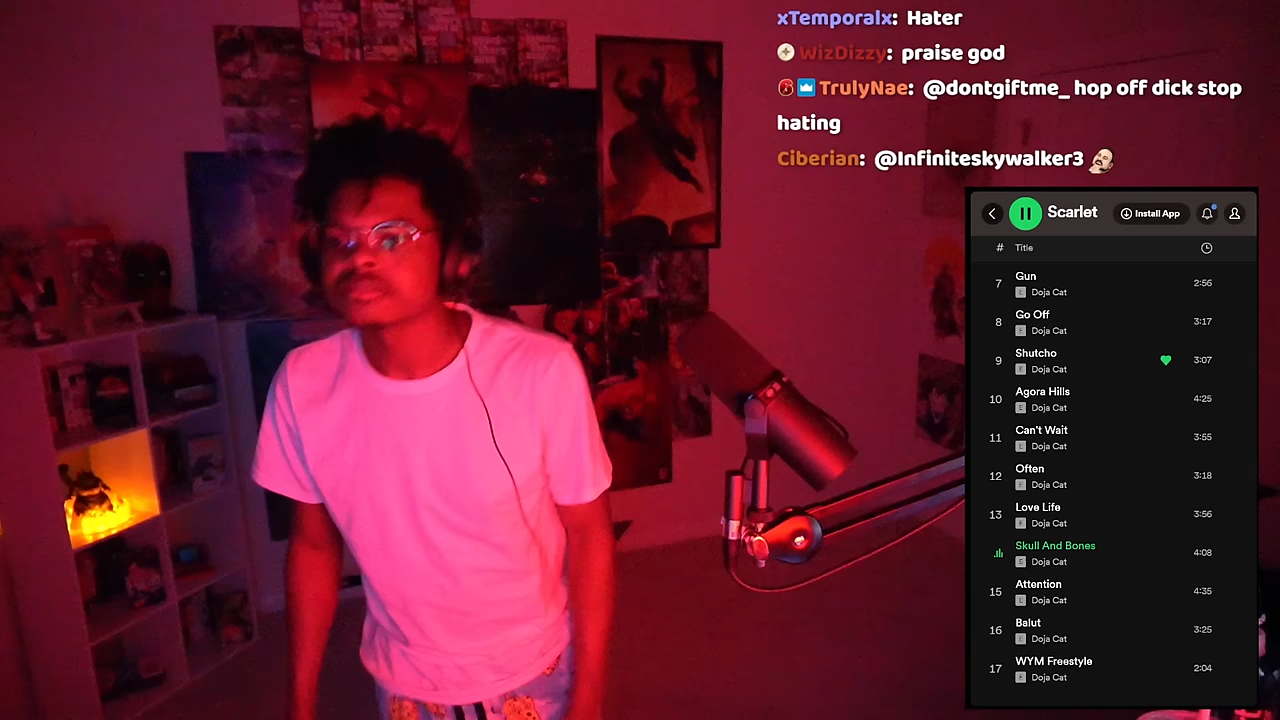 xTemporalx: Hater
WizDizzy: praise god
TrulyNae: @dontgiftme_ hop off dick stop
hating
Ciberian: @Infiniteskywalker3
Scarlet
Install App
# Title
7 Gun 2:56
E Doja Cat
8 Go Off 3:17
E Doja Cat
9 Shutcho 3:07
E Doja Cat
10 Agora Hills 4:25
E Doja Cat
11 Can't Wait 3:55
E Doja Cat
12 Often 3:18
E Doja Cat
13 Love Life 3:56
E Doja Cat
Skull And Bones 4:08
E Doja Cat
15 Attention 4:35
E Doja Cat
16 Balut 3:25
E Doja Cat
17 WYM Freestyle 2:04
E Doja Cat